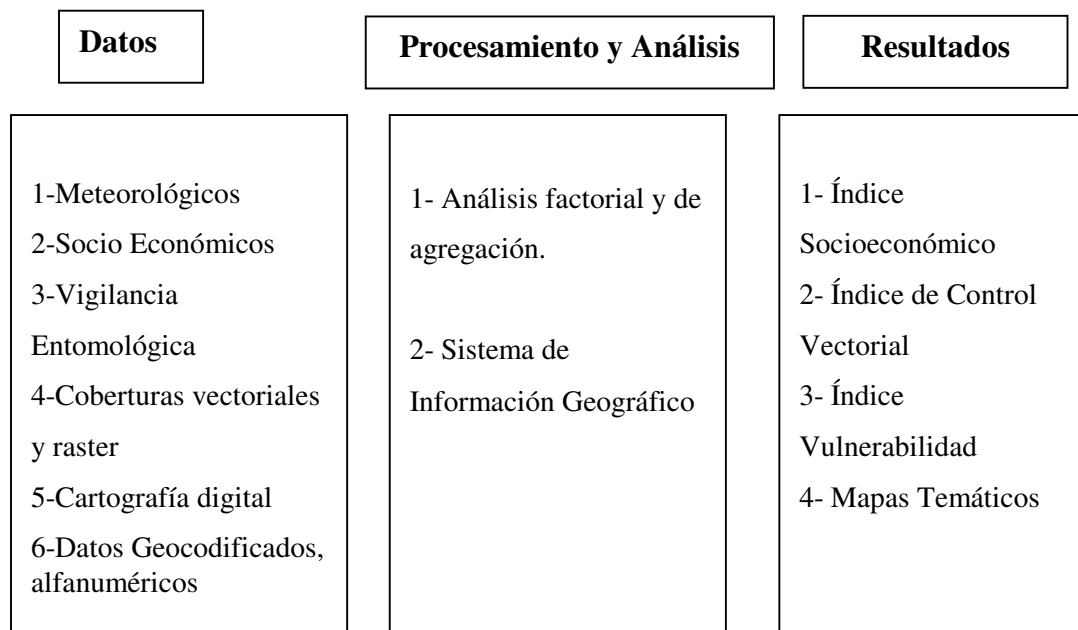 Datos
Procesamiento y Análisis
Resultados
1-Meteorológicos
2-Socio Económicos
3-Vigilancia
Entomológica
4-Coberturas vectoriales
y raster
5-Cartografía digital
6-Datos Geocodificados,
alfanuméricos
1- Análisis factorial y de
agregación.
2- Sistema de
Información Geográfico
1- Índice
Socioeconómico
2- Índice de Control
Vectorial
3- Índice
Vulnerabilidad
4- Mapas Temáticos